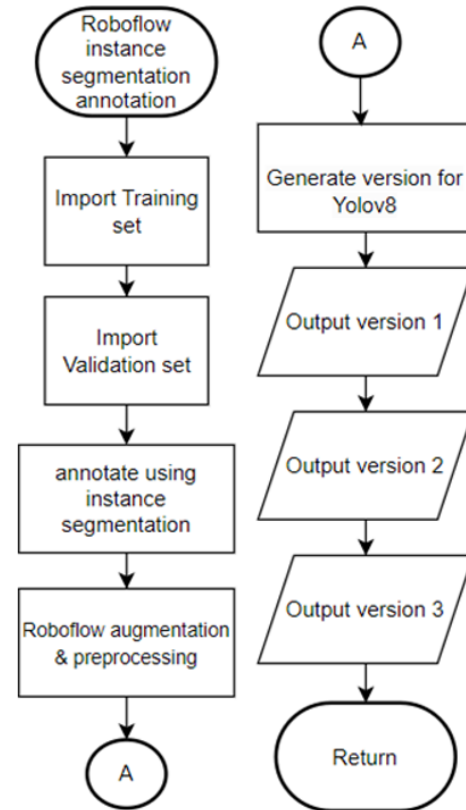 Roboflow
instance
segmentation
annotation
Import Training
set
Import
Validation set
annotate using
instance
segmentation
Roboflow augmentation
& preprocessing
A
A
Generate version for
Yolov8
Output version 1
Output version 2
Output version 3
Return